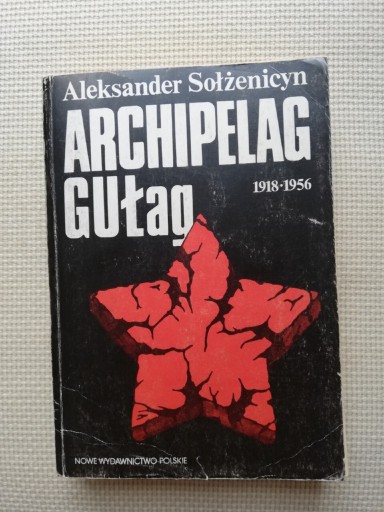 Aleksander Sołżenicyn
ARCHIPELAG
GUŁag
1918-1956
NOWE WYDAWNICTWO POLSKIE